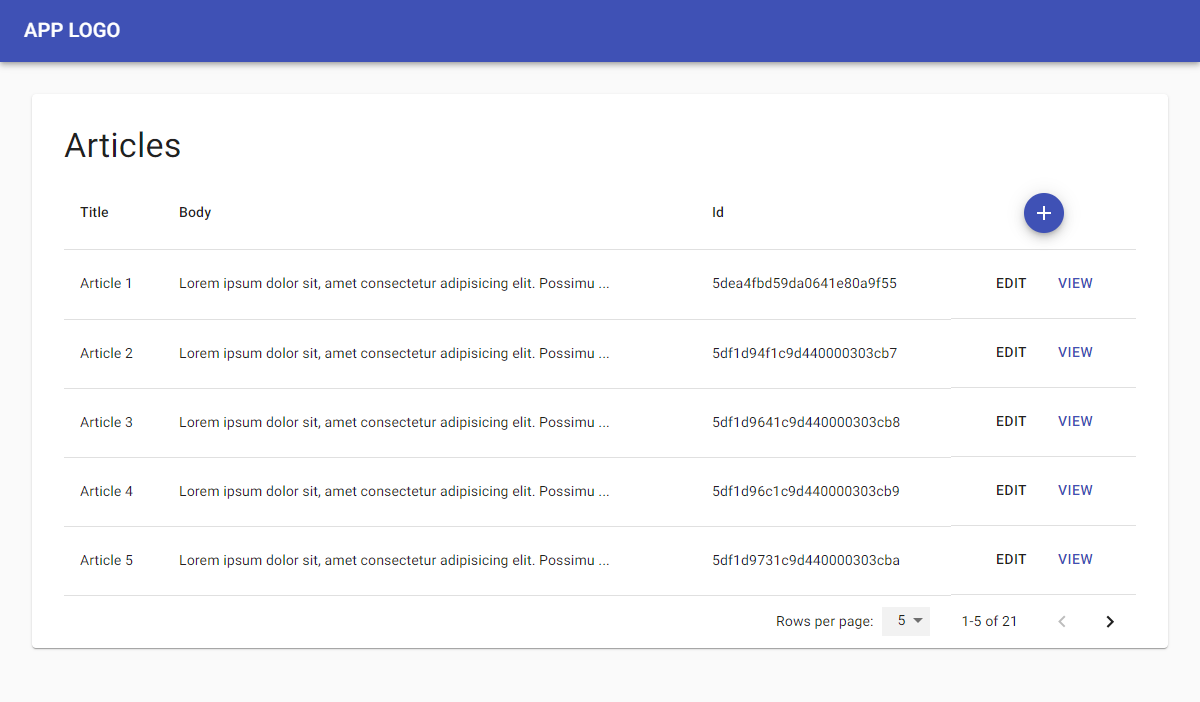 APP LOGO
Articles
Title Body Id +
Article 1 Lorem ipsum dolor sit, amet consectetur adipisicing elit. Possimu ... 5dea4fbd59da0641e80a9f55 EDIT VIEW
Article 2 Lorem ipsum dolor sit, amet consectetur adipisicing elit. Possimu ... 5df1d94f1c9d440000303cb7 EDIT VIEW
Article 3 Lorem ipsum dolor sit, amet consectetur adipisicing elit. Possimu ... 5df1d9641c9d440000303cb8 EDIT VIEW
Article 4 Lorem ipsum dolor sit, amet consectetur adipisicing elit. Possimu ... 5df1d96c1c9d440000303cb9 EDIT VIEW
Article 5 Lorem ipsum dolor sit, amet consectetur adipisicing elit. Possimu ... 5df1d9731c9d440000303cba EDIT VIEW
Rows per page: 5 1-5 of 21